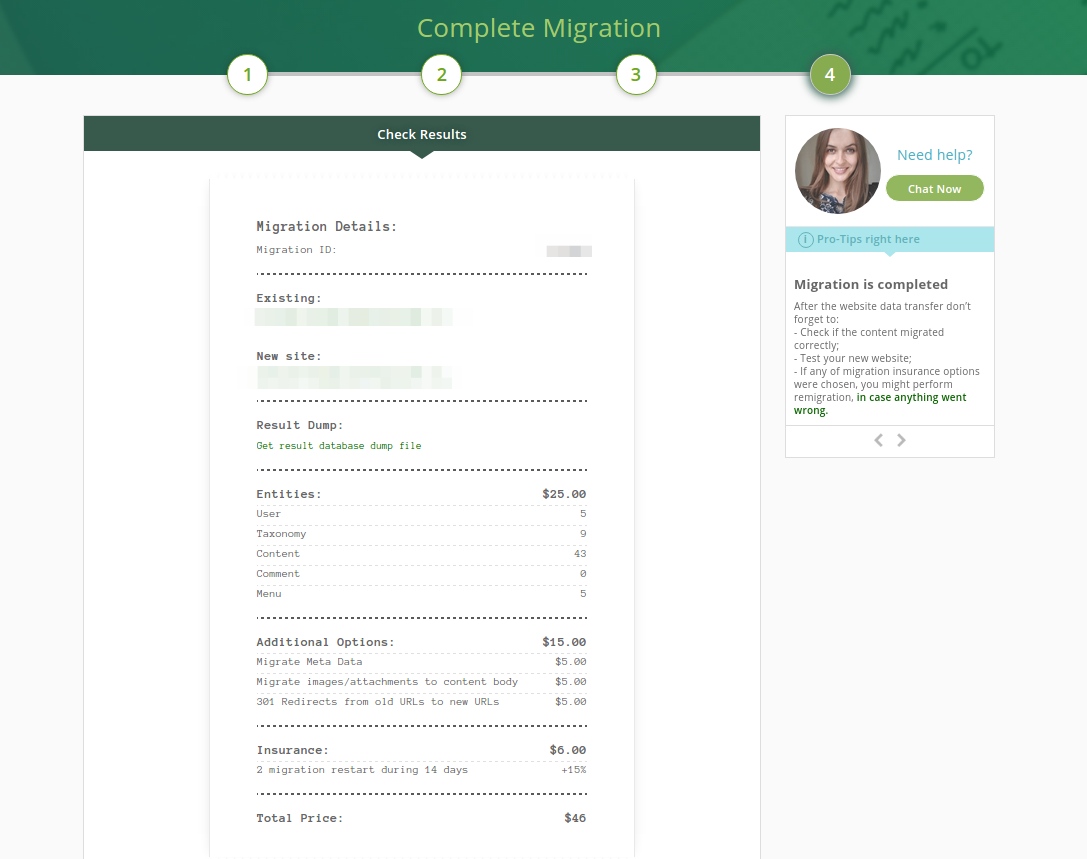 Complete Migration
1 2 3 4
Check Results
Migration Details:
Migration ID:
Existing:
New site:
Result Dump:
Get result database dump file
Entities: $25.00
User 5
Taxonomy 9
Content 43
Comment 0
Menu 5
Additional Options: $15.00
Migrate Meta Data $5.00
Migrate images/attachments to content body $5.00
301 Redirects from old URLs to new URLs $5.00
Insurance: $6.00
2 migration restart during 14 days +15%
Total Price: $46
Need help?
Chat Now
i Pro-Tips right here
Migration is completed
After the website data transfer don't
forget to:
- Check if the content migrated
correctly;
- Test your new website;
- If any of migration insurance options
were chosen, you might perform
remigration, in case anything went
wrong.